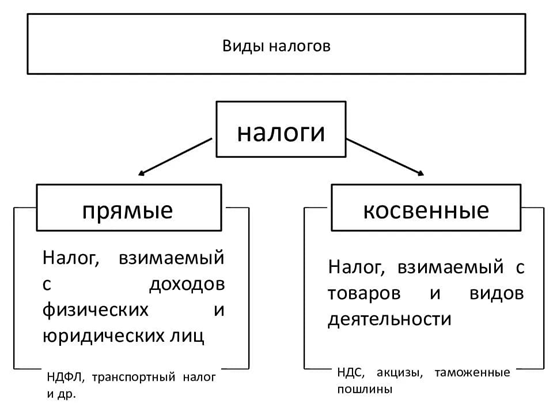 Виды налогов
налоги
прямые
Налог, взимаемый
с доходов
физических и
юридических лиц
НДФЛ, транспортный налог
и др.
косвенные
Налог, взимаемый с
товаров и видов
деятельности
НДС, акцизы, таможенные
пошлины